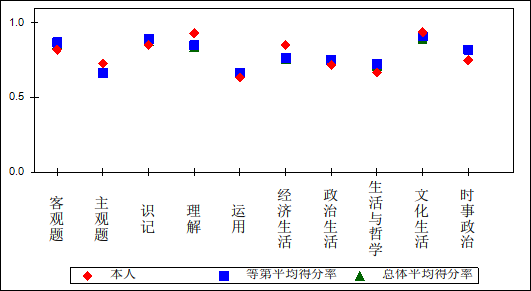 1.0
0.5
0.0
客观题
主观题
识记
理解
运用
经济生活
政治生活
生活与哲学
文化生活
时事政治
本人 等第平均得分率 总体平均得分率